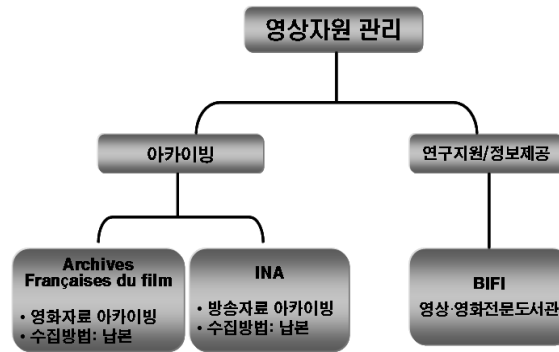 영상자원 관리
아카이빙
연구지원/정보제공
Archives
Françaises du film
• 영화자료 아카이빙
• 수집방법: 납본
INA
• 방송자료 아카이빙
• 수집방법: 납본
BIFI
영상·영화전문도서관